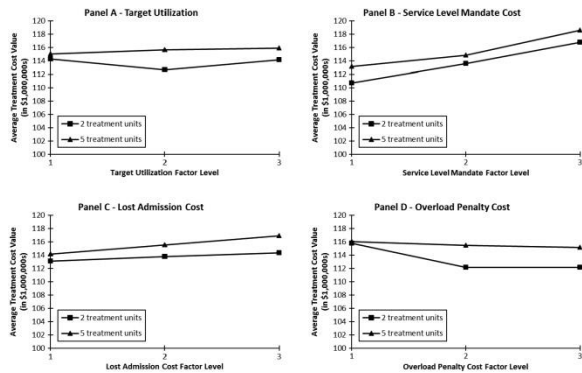 Panel A - Target Utilization
Average Treatment Cost Value
(in $1,000,000s)
120
118
116
114
112
110
108
106
104
102
100
2 treatment units
5 treatment units
1
2
3
Target Utilization Factor Level
Panel B - Service Level Mandate Cost
Average Treatment Cost Value
(in $1,000,000s)
120
118
116
114
112
110
108
106
104
102
100
2 treatment units
5 treatment units
1
2
3
Service Level Mandate Factor Level
Panel C - Lost Admission Cost
Average Treatment Cost Value
(in $1,000,000s)
120
118
116
114
112
110
108
106
104
102
100
2 treatment units
5 treatment units
1
2
3
Lost Admission Cost Factor Level
Panel D - Overload Penalty Cost
Average Treatment Cost Value
(in $1,000,000s)
120
118
116
114
112
110
108
106
104
102
100
2 treatment units
5 treatment units
1
2
3
Overload Penalty Cost Factor Level